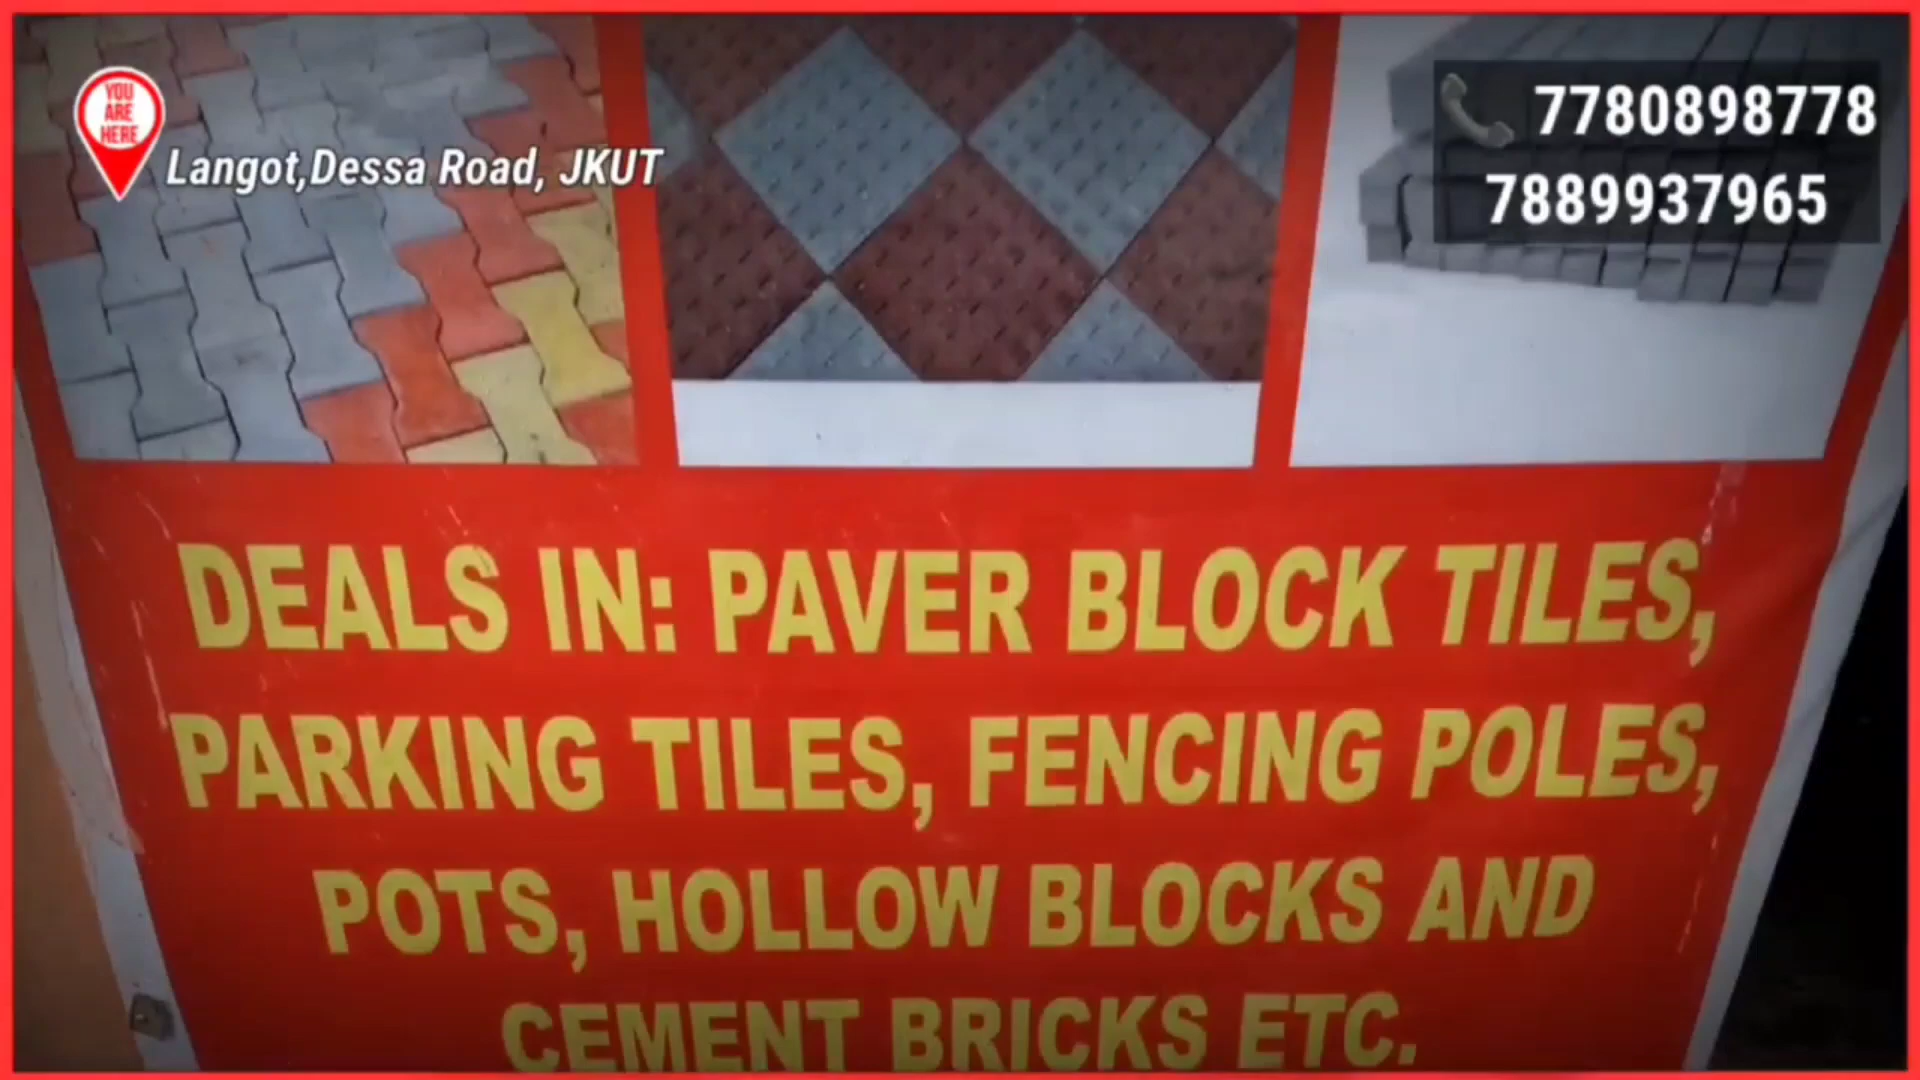 YOU
ARE
HERE
Langot,Dessa Road, JKUT
7780898778
7889937965
DEALS IN: PAVER BLOCK TILES,
PARKING TILES, FENCING POLES,
POTS, HOLLOW BLOCKS AND
CEMENT BRICKS ETC.